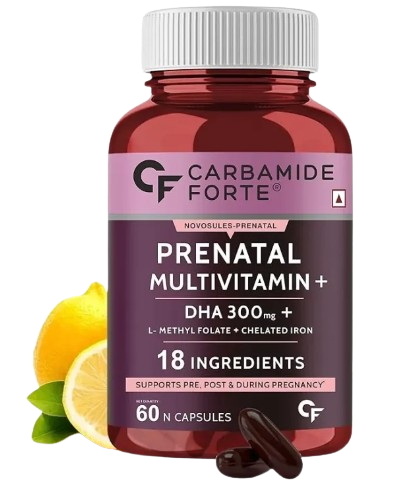 CF CARBAMIDE
FORTE®
NOVOSULES-PRENATAL
PRENATAL
MULTIVITAMIN +
DHA 300mg +
L- METHYL FOLATE + CHELATED IRON
18 INGREDIENTS
SUPPORTS PRE, POST & DURING PREGNANCY*
60 N CAPSULES
CF